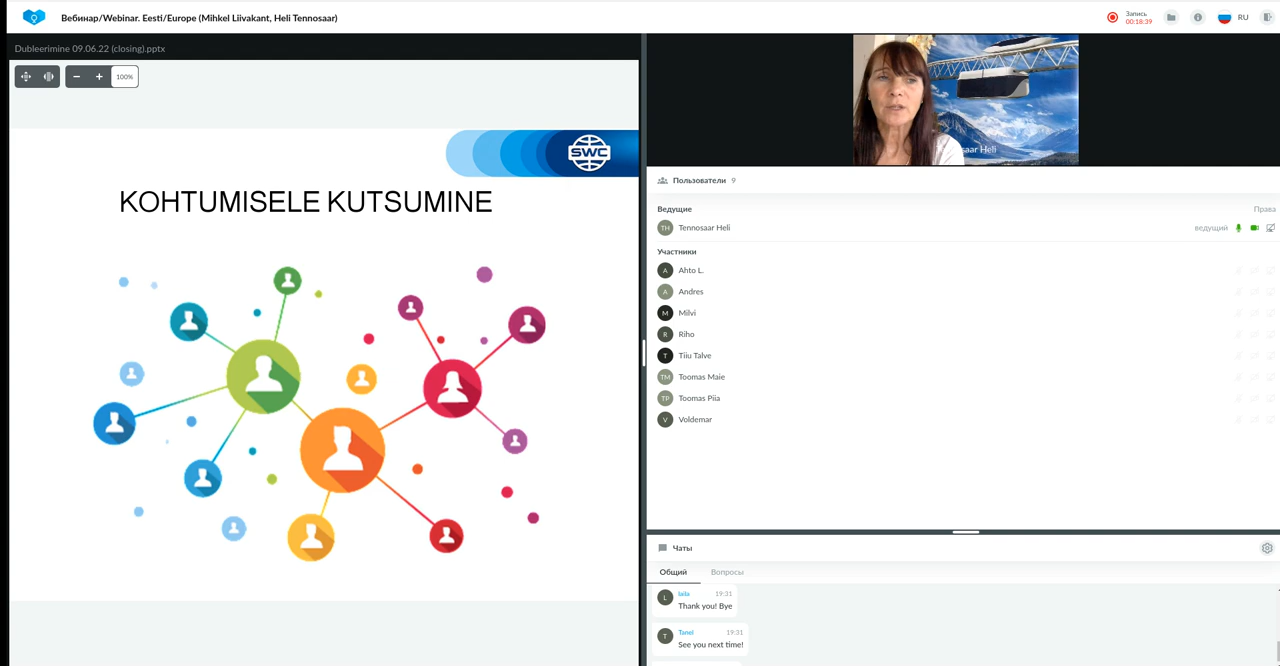 Вебинар/Webinar. Eesti/Europe (Mihkel Liivakant, Heli Tennosaar)
Запись
00:18:39
RU
Dubleerimine 09.06.22 (closing).pptx
100%
SWC
KOHTUMISELE KUTSUMINE
saar Heli
Пользователи 9
Ведущие
Права
TH Tennosaar Heli
ведущий
Участники
A Ahto L.
A Andres
M Milvi
R Riho
T Tiiu Talve
TM Toomas Maie
TP Toomas Piia
V Voldemar
Чаты
Общий
Вопросы
L laila 19:31
Thank you! Bye
T Tanel 19:31
See you next time!